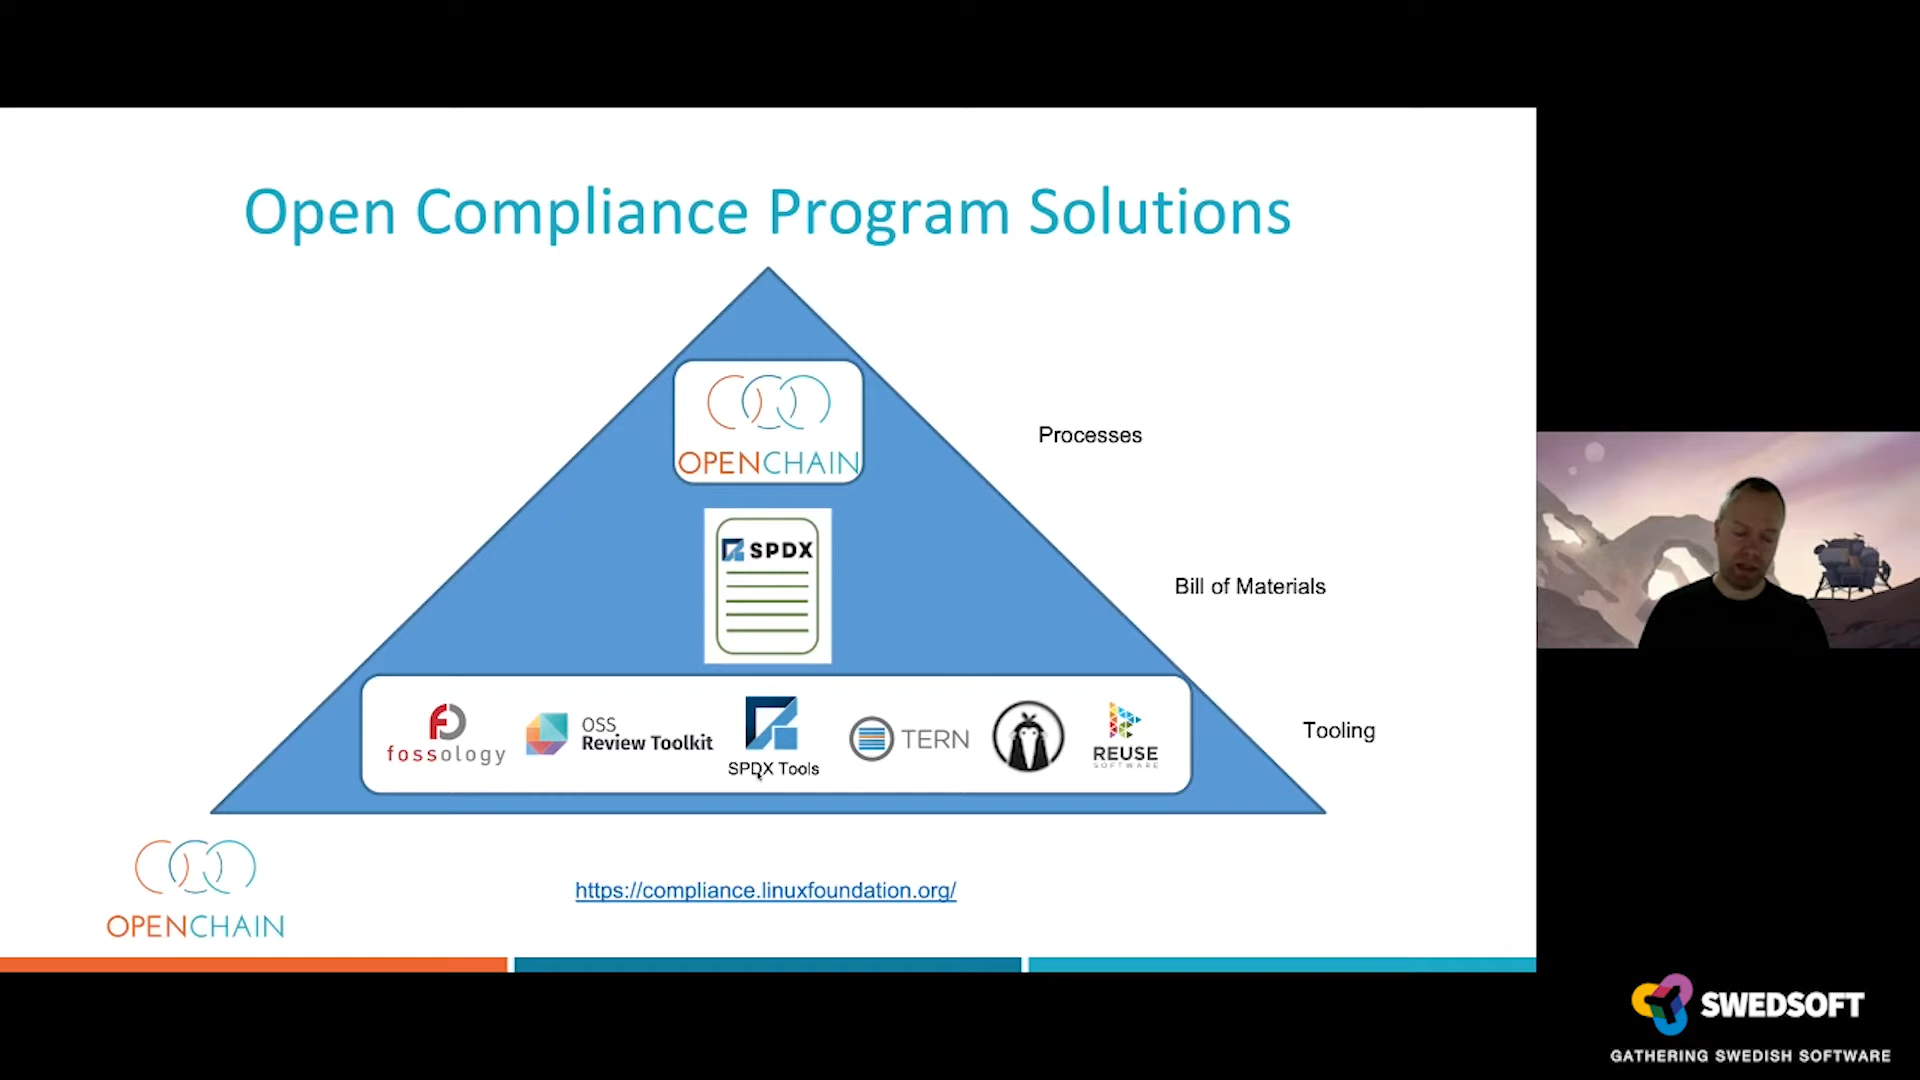 Open Compliance Program Solutions
OPENCHAIN
Processes
SPDX
Bill of Materials
fossology
OSS
Review Toolkit
SPDX Tools
TERN
REUSE
SOFTWARE
Tooling
OPENCHAIN
https://compliance.linuxfoundation.org/
SWEDSOFT
GATHERING SWEDISH SOFTWARE